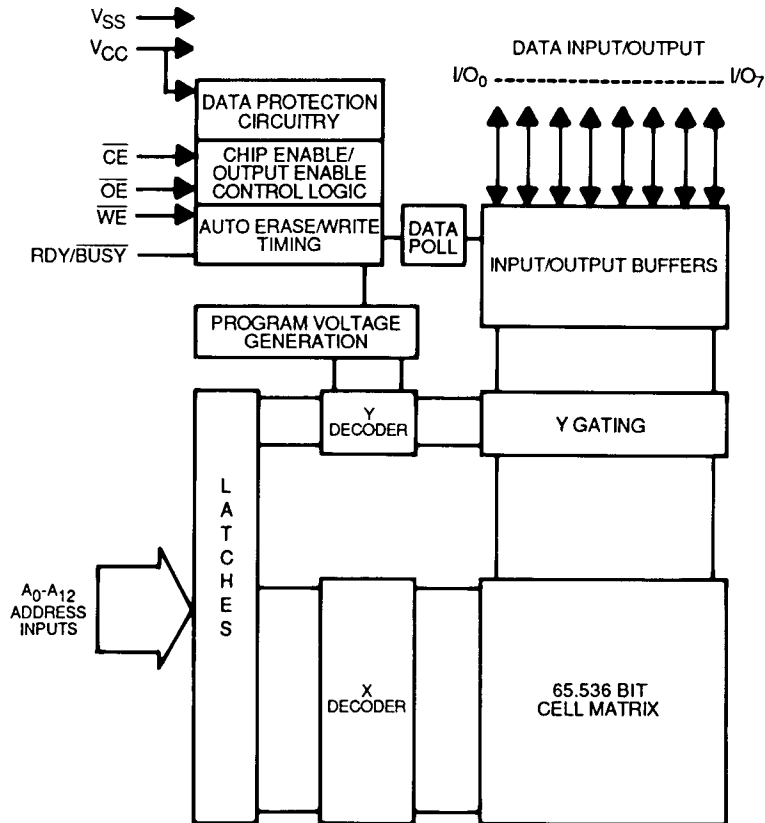 VSS
VCC
DATA INPUT/OUTPUT
I/O0
I/O7
DATA PROTECTION
CIRCUITRY
CE
CHIP ENABLE/
OUTPUT ENABLE
CONTROL LOGIC
OE
WE
AUTO ERASE/WRITE
TIMING
DATA
POLL
INPUT/OUTPUT BUFFERS
RDY/BUSY
PROGRAM VOLTAGE
GENERATION
Y
DECODER
Y GATING
LATCHES
A0-A12
ADDRESS
INPUTS
X
DECODER
65.536 BIT
CELL MATRIX